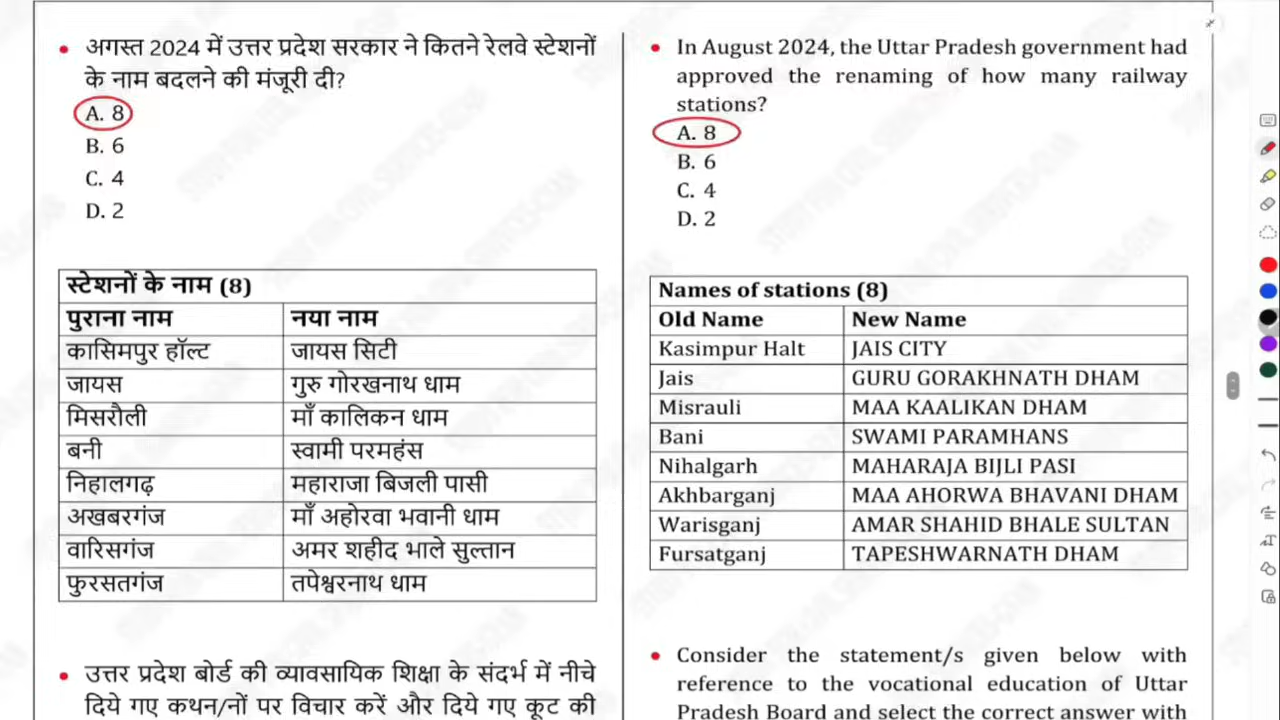 • अगस्त 2024 में उत्तर प्रदेश सरकार ने कितने रेलवे स्टेशनों
के नाम बदलने की मंजूरी दी?
A. 8
B. 6
C. 4
D. 2
स्टेशनों के नाम (8)
पुराना नाम नया नाम
कासिमपुर हॉल्ट जायस सिटी
जायस गुरु गोरखनाथ धाम
मिसरौली माँ कालिकन धाम
बनी स्वामी परमहंस
निहालगढ़ महाराजा बिजली पासी
अखबरगंज माँ अहोरवा भवानी धाम
वारिसगंज अमर शहीद भाले सुल्तान
फुरसतगंज तपेश्वरनाथ धाम
• उत्तर प्रदेश बोर्ड की व्यावसायिक शिक्षा के संदर्भ में नीचे
दिये गए कथन/नों पर विचार करें और दिये गए कूट की
• In August 2024, the Uttar Pradesh government had
approved the renaming of how many railway
stations?
A. 8
B. 6
C. 4
D. 2
Names of stations (8)
Old Name New Name
Kasimpur Halt JAIS CITY
Jais GURU GORAKHNATH DHAM
Misrauli MAA KAALIKAN DHAM
Bani SWAMI PARAMHANS
Nihalgarh MAHARAJA BIJLI PASI
Akhbarganj MAA AHORWA BHAVANI DHAM
Warisganj AMAR SHAHID BHALE SULTAN
Fursatganj TAPESHWARNATH DHAM
• Consider the statement/s given below with
reference to the vocational education of Uttar
Pradesh Board and select the correct answer with